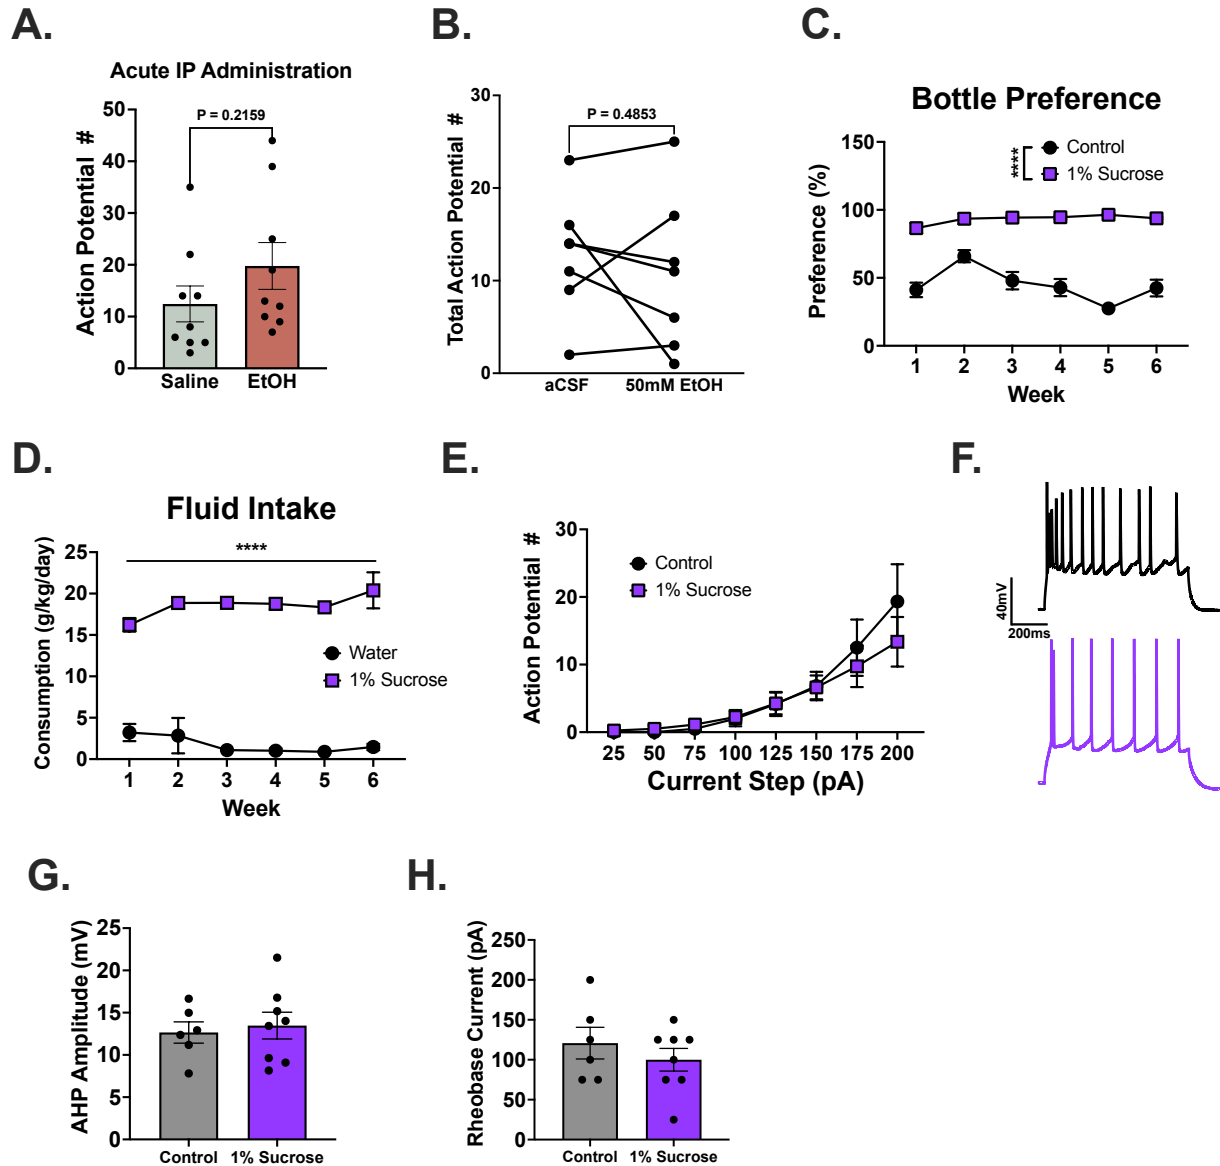 A.
Acute IP Administration
P = 0.2159
Action Potential #
50
40
30
20
10
0
Saline
EtOH
B.
P = 0.4853
Total Action Potential #
30
20
10
0
aCSF
50mM EtOH
C.
Bottle Preference
Control
1% Sucrose
****
Preference (%)
150
100
50
0
1 2 3 4 5 6
Week
D.
Fluid Intake
****
Consumption (g/kg/day)
25
20
15
10
5
0
Water
1% Sucrose
1 2 3 4 5 6
Week
E.
Action Potential #
30
20
10
0
Control
1% Sucrose
25 50 75 100 125 150 175 200
Current Step (pA)
F.
40mV
200ms
G.
AHP Amplitude (mV)
25
20
15
10
5
0
Control
1% Sucrose
H.
Rheobase Current (pA)
250
200
150
100
50
0
Control
1% Sucrose